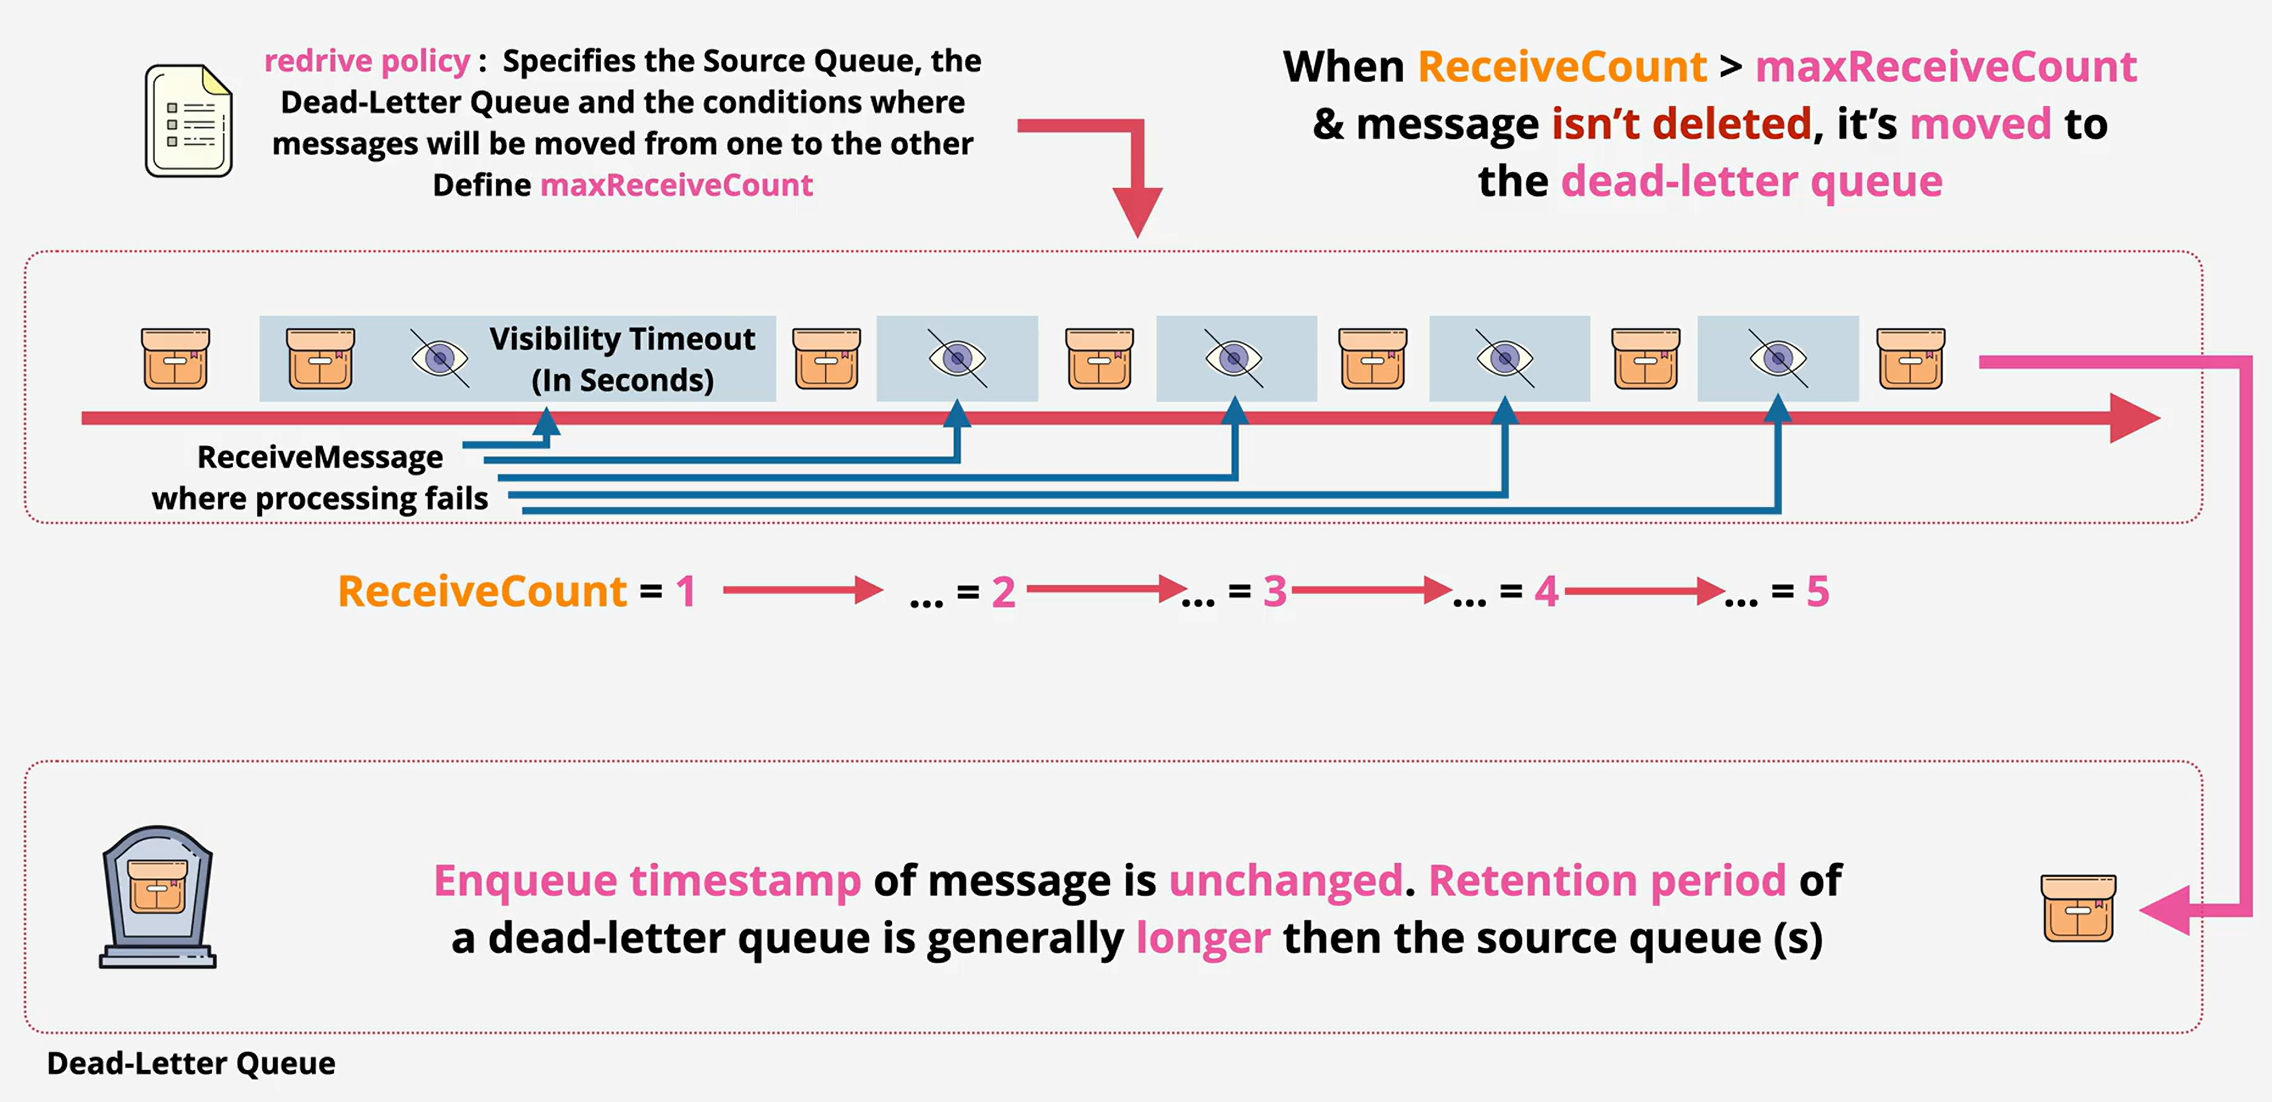 redrive policy :  Specifies the Source Queue, the
Dead-Letter Queue and the conditions where
messages will be moved from one to the other
Define maxReceiveCount
When ReceiveCount > maxReceiveCount
& message isn’t deleted, it’s moved to
the dead-letter queue
Visibility Timeout
(In Seconds)
ReceiveMessage
where processing fails
ReceiveCount = 1 ... = 2 ... = 3 ... = 4 ... = 5
Enqueue timestamp of message is unchanged. Retention period of
a dead-letter queue is generally longer then the source queue (s)
Dead-Letter Queue